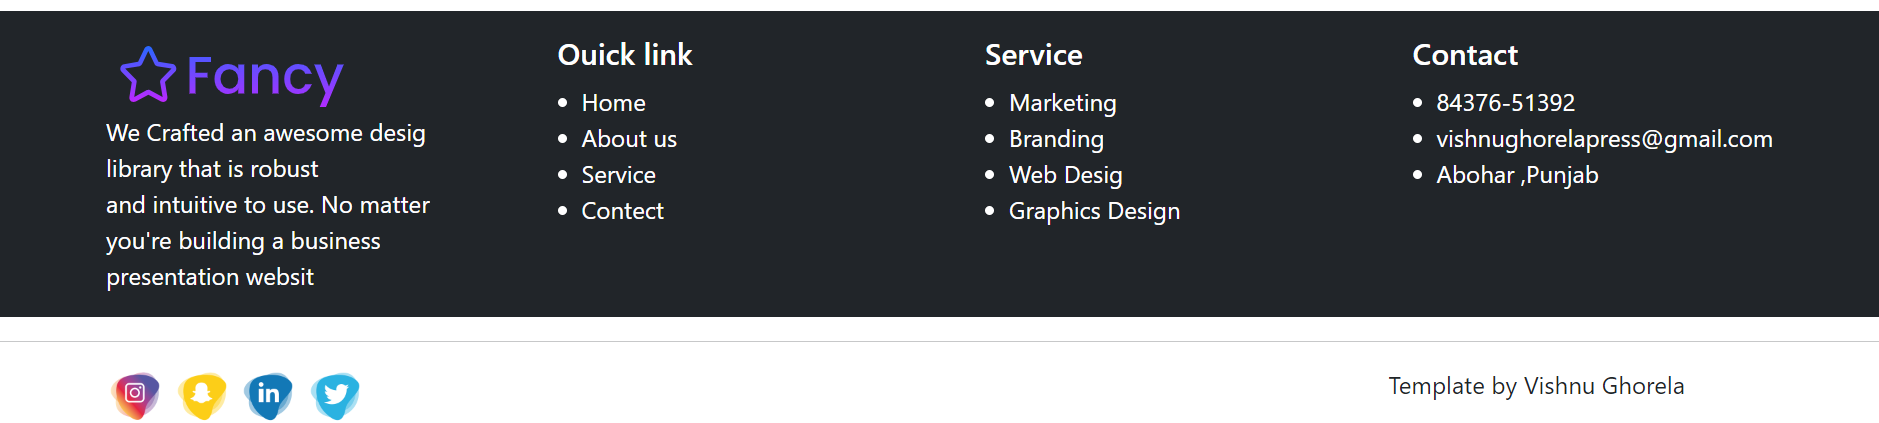 Fancy
We Crafted an awesome desig
library that is robust
and intuitive to use. No matter
you're building a business
presentation websit
Ouick link
Home
About us
Service
Contect
Service
Marketing
Branding
Web Desig
Graphics Design
Contact
84376-51392
vishnughorelapress@gmail.com
Abohar ,Punjab
in
Template by Vishnu Ghorela